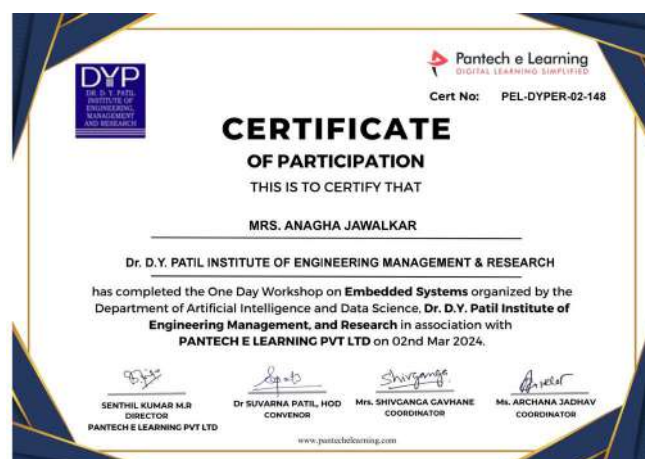 DYP
DR. D. Y. PATIL
INSTITUTE OF
ENGINEERING,
MANAGEMENT
AND RESEARCH
Pantech e Learning
DIGITAL LEARNING SIMPLIFIED
Cert No: PEL-DYPER-02-148
CERTIFICATE
OF PARTICIPATION
THIS IS TO CERTIFY THAT
MRS. ANAGHA JAWALKAR
Dr. D.Y. PATIL INSTITUTE OF ENGINEERING MANAGEMENT & RESEARCH
has completed the One Day Workshop on Embedded Systems organized by the
Department of Artificial Intelligence and Data Science, Dr. D.Y. Patil Institute of
Engineering Management, and Research in association with
PANTECH E LEARNING PVT LTD on 02nd Mar 2024.
Shivganga
SENTHIL KUMAR M.R
DIRECTOR
PANTECH E LEARNING PVT LTD
Dr SUVARNA PATIL, HOD
CONVENOR
Mrs. SHIVGANGA GAVHANE
COORDINATOR
Ms. ARCHANA JADHAV
COORDINATOR
www.pantechelearning.com